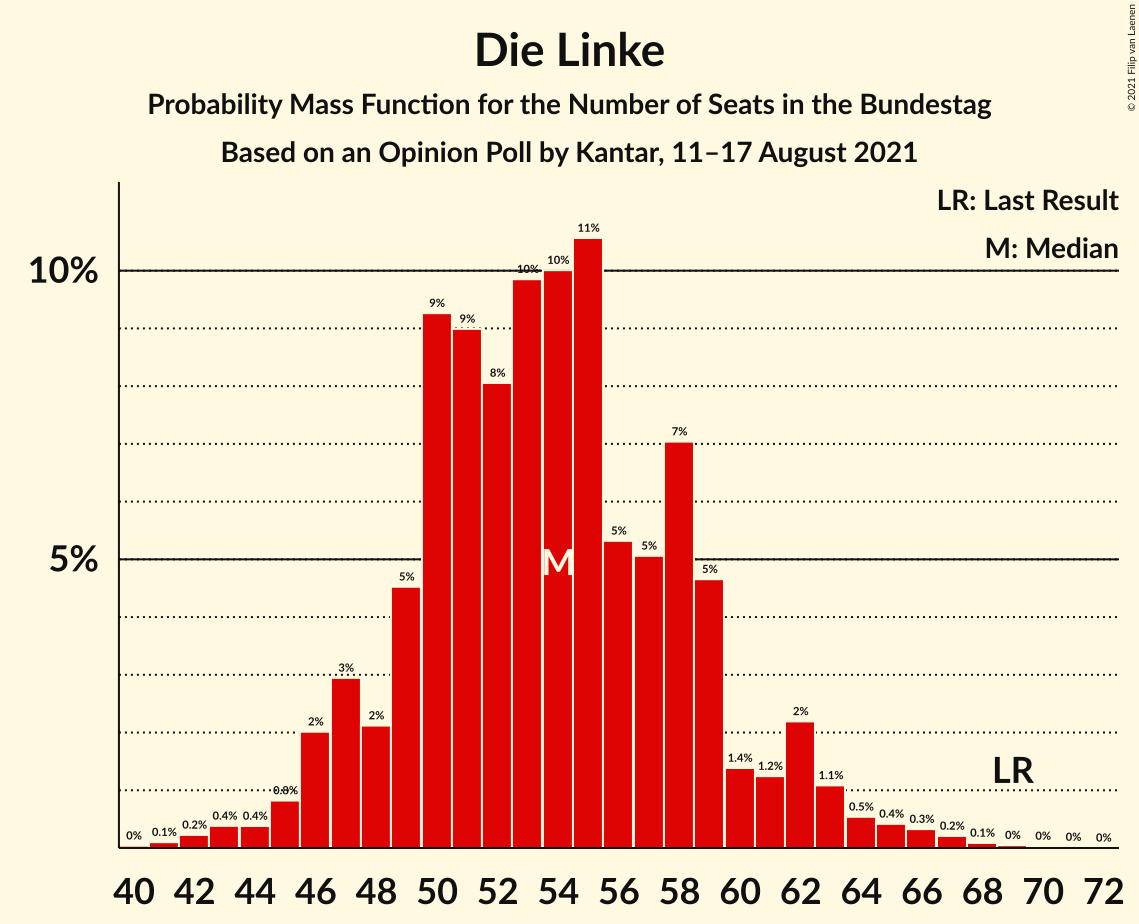 Die Linke
Probability Mass Function for the Number of Seats in the Bundestag
Based on an Opinion Poll by Kantar, 11–17 August 2021
© 2021 Filip van Laenen
LR: Last Result
M: Median
10%
5%
0% 0.1% 0.2% 0.4% 0.4% 0.8% 2% 3% 2% 5% 9% 9% 8% 10% 10% 11% 5% 5% 7% 5% 1.4% 1.2% 2% 1.1% 0.5% 0.4% 0.3% 0.2% 0.1% 0% 0% 0% 0%
M
LR
40 42 44 46 48 50 52 54 56 58 60 62 64 66 68 70 72